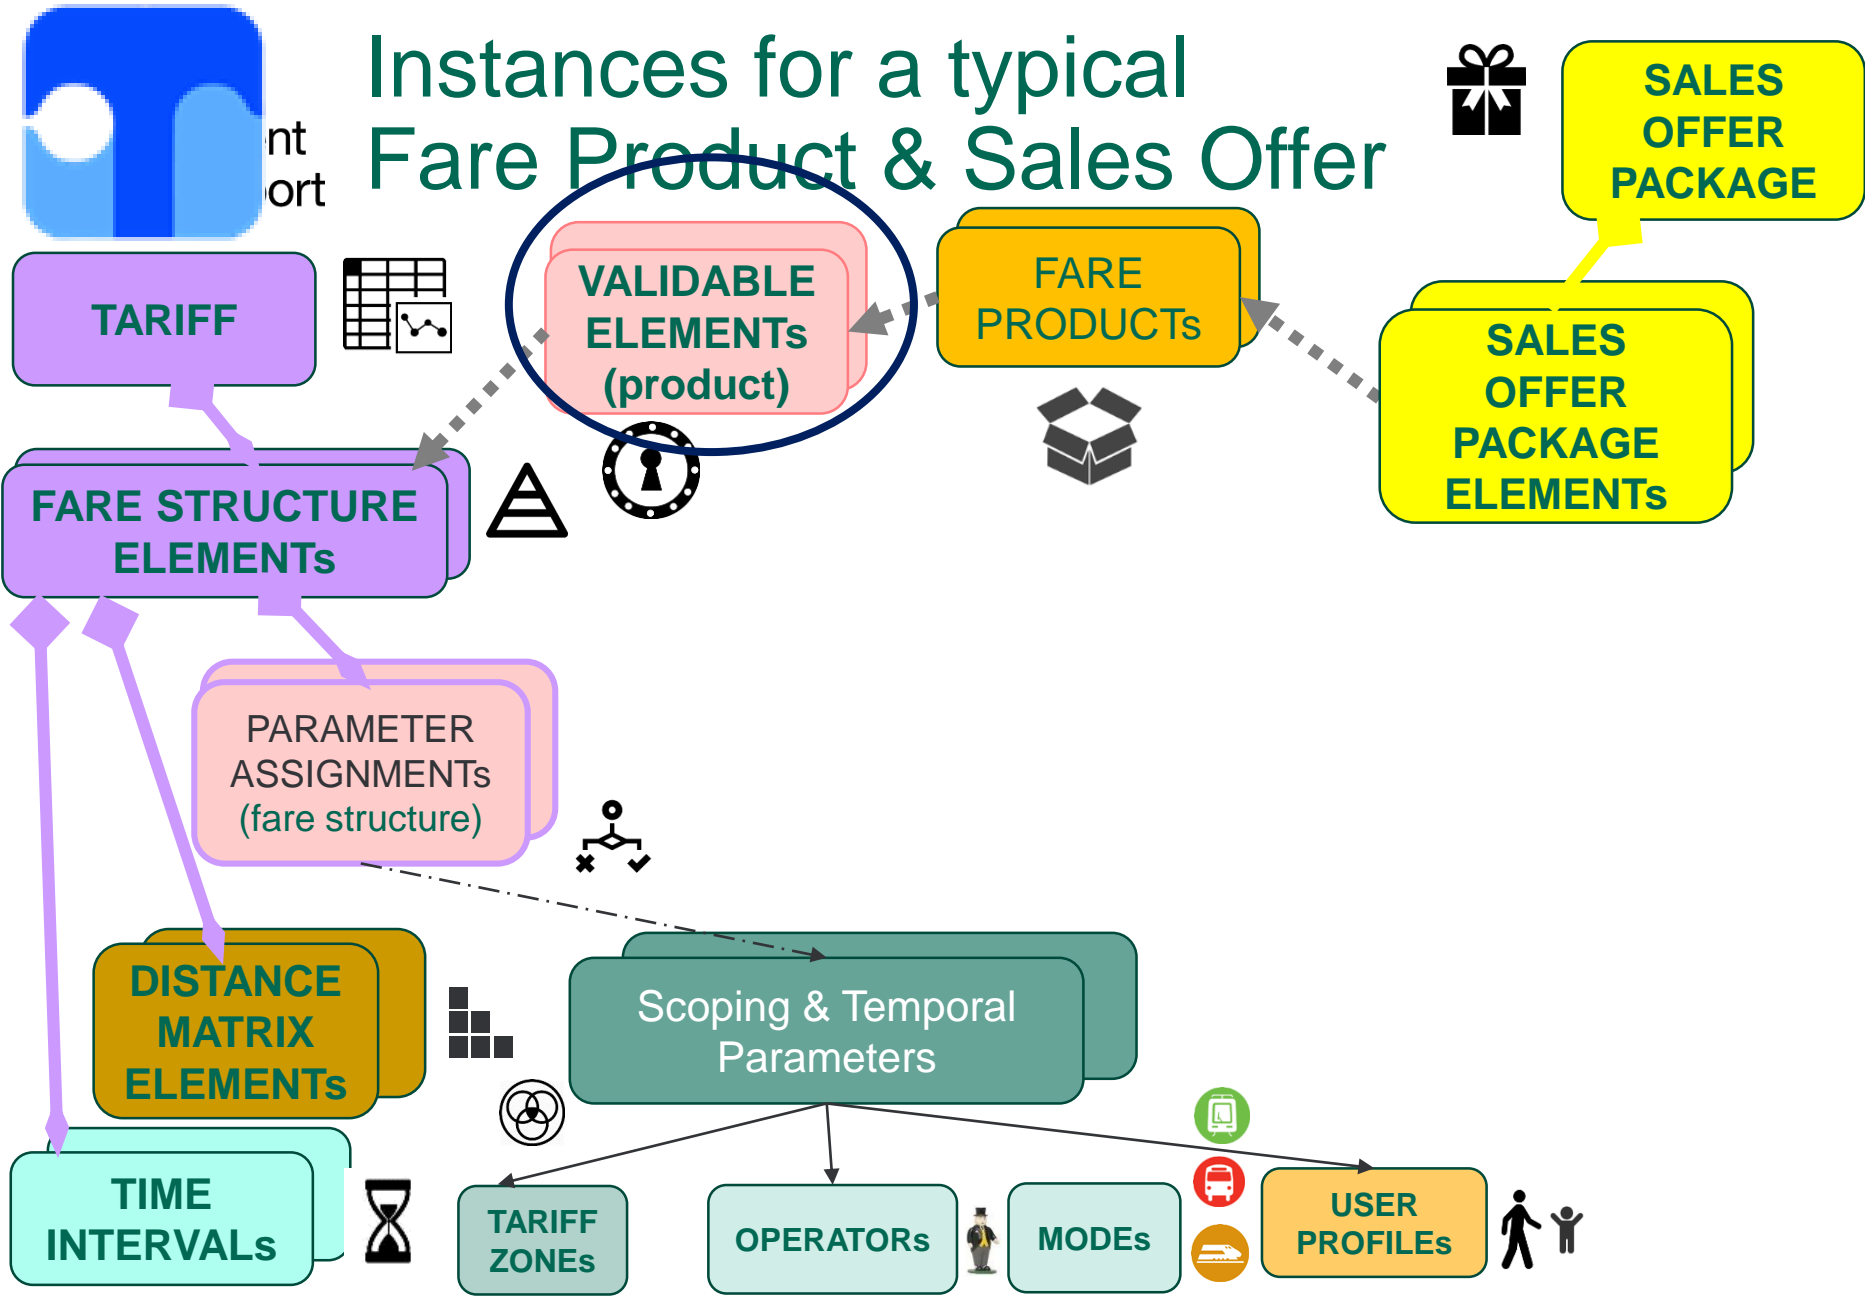 Instances for a typical
Fare Product & Sales Offer
ent
port
SALES
OFFER
PACKAGE
TARIFF
VALIDABLE
ELEMENTs
(product)
FARE
PRODUCTs
SALES
OFFER
PACKAGE
ELEMENTs
FARE STRUCTURE
ELEMENTs
PARAMETER
ASSIGNMENTs
(fare structure)
DISTANCE
MATRIX
ELEMENTs
Scoping & Temporal
Parameters
TIME
INTERVALs
TARIFF
ZONEs
OPERATORs
MODEs
USER
PROFILEs